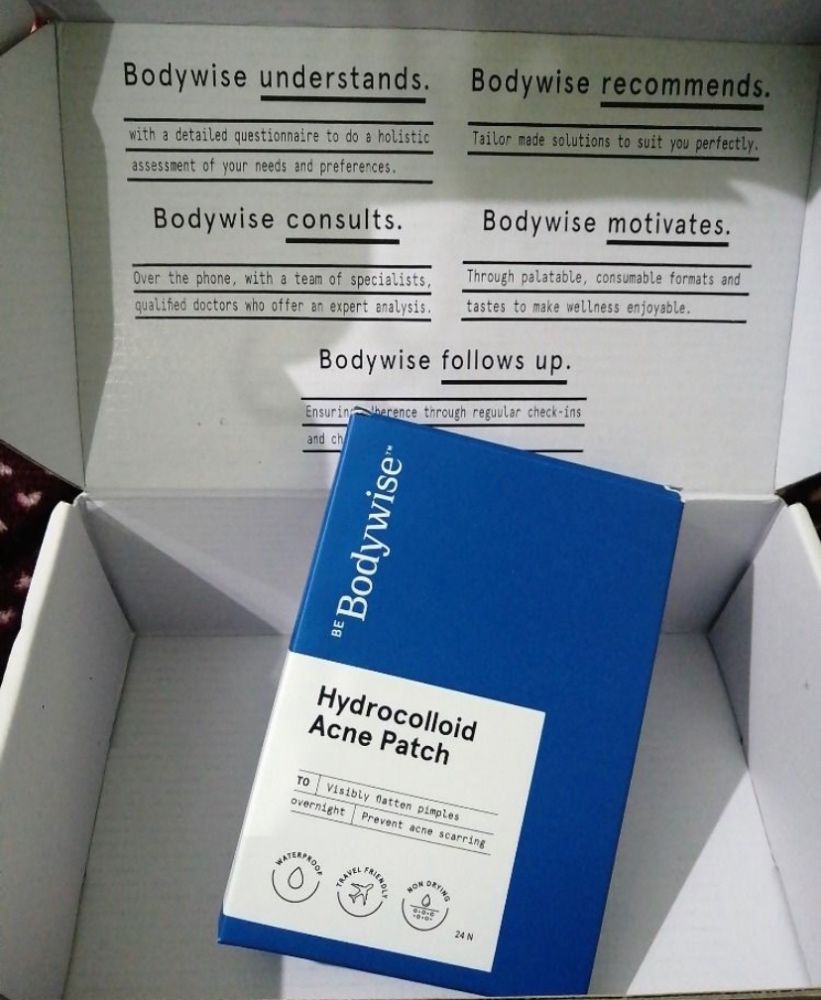 Bodywise understands.
with a detailed questionnaire to do a holistic
assessment of your needs and preferences.
Bodywise recommends.
Tailor made solutions to suit you perfectly.
Bodywise consults.
Over the phone, with a team of specialists,
qualified doctors who offer an expert analysis.
Bodywise motivates.
Through palatable, consumable formats and
tastes to make wellness enjoyable.
Bodywise follows up.
through reguular check-ins
and
BE Bodywise™
Hydrocolloid
Acne Patch
TO | Visibly flatten pimples
overnight | Prevent acne scarring
WATERPROOF
TRAVEL FRIENDLY
NON DRYING
24 N